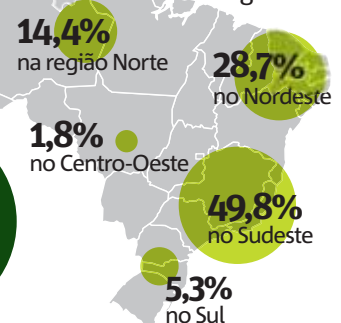 14,4%
na região Norte
28,7%
no Nordeste
1,8%
no Centro-Oeste
49,8%
no Sudeste
5,3%
no Sul